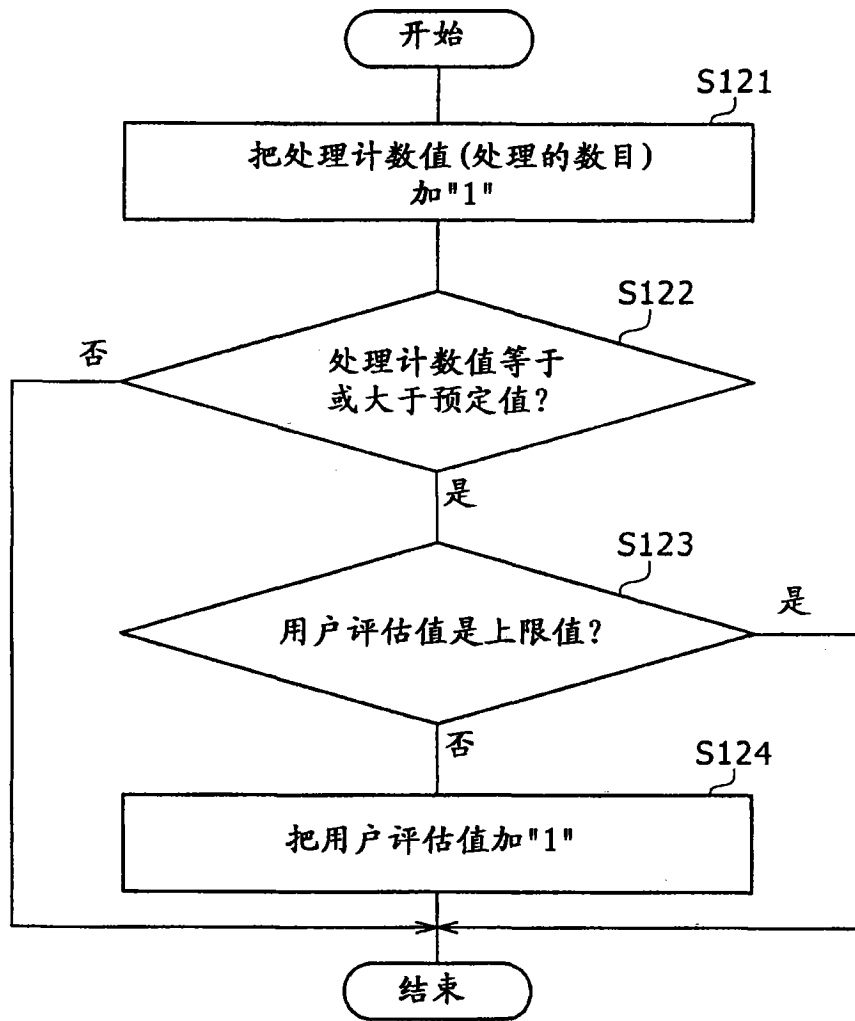 开始
S121
把处理计数值(处理的数目)
加"1"
S122
否
处理计数值等于
或大于预定值?
是
S123
是
用户评估值是上限值?
否
S124
把用户评估值加"1"
结束